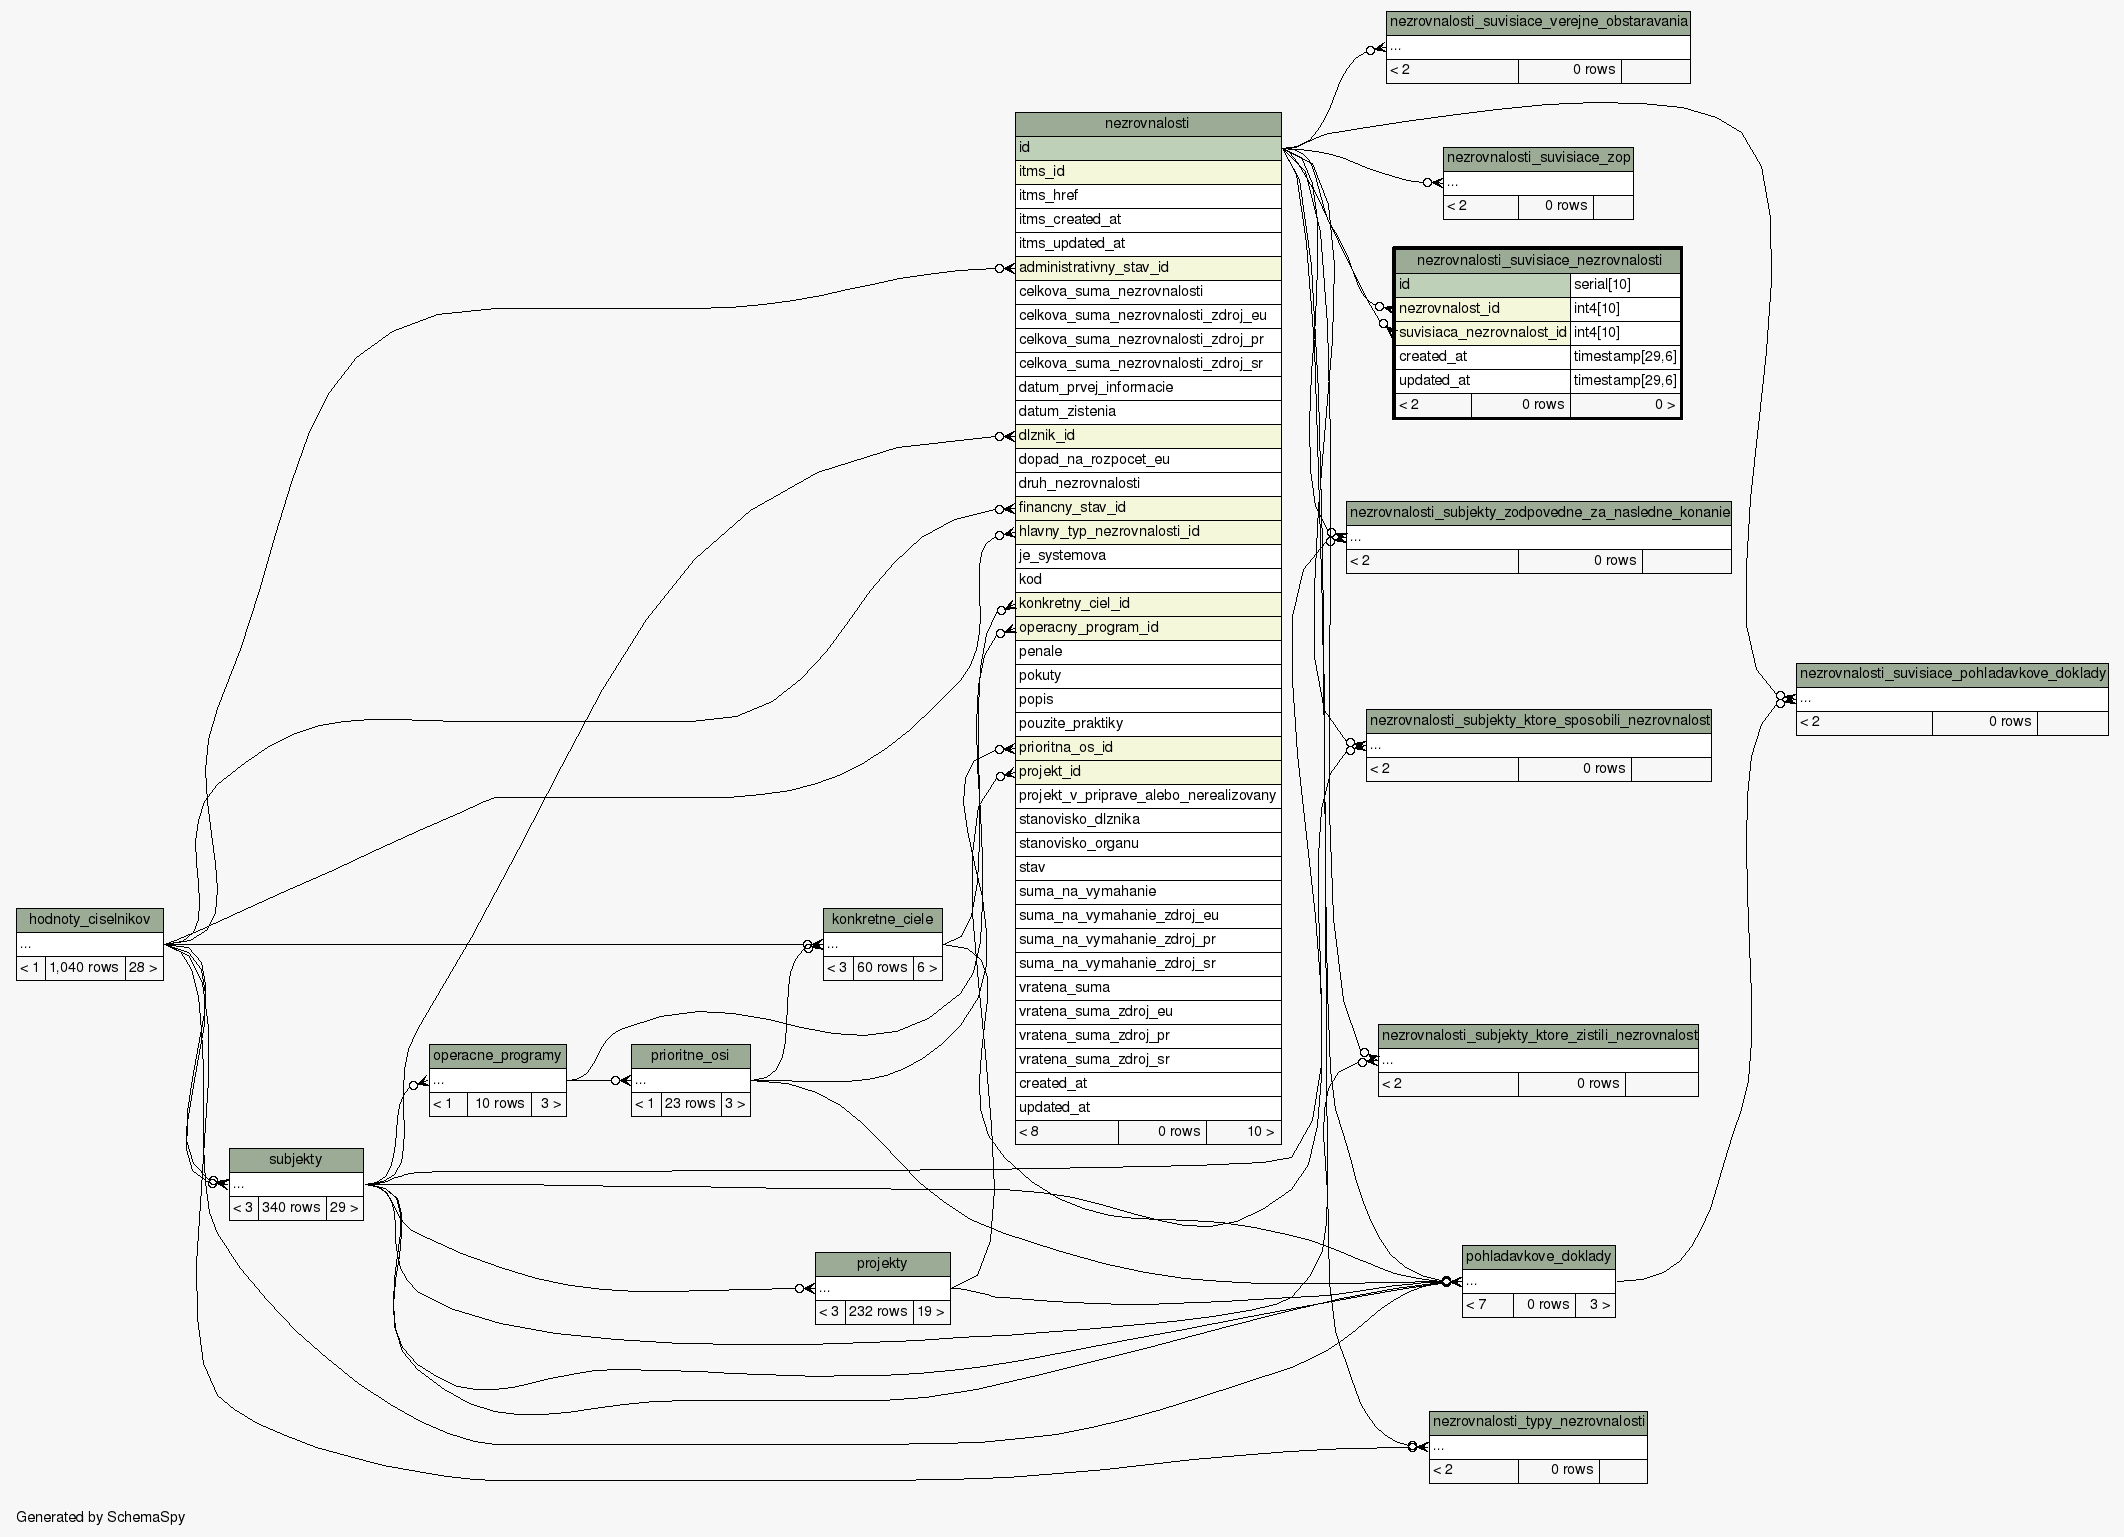 nezrovnalosti_suvisiace_verejne_obstaravania
...
< 2 0 rows
nezrovnalosti
id
itms_id
itms_href
itms_created_at
itms_updated_at
administrativny_stav_id
celkova_suma_nezrovnalosti
celkova_suma_nezrovnalosti_zdroj_eu
celkova_suma_nezrovnalosti_zdroj_pr
celkova_suma_nezrovnalosti_zdroj_sr
datum_prvej_informacie
datum_zistenia
dlznik_id
dopad_na_rozpocet_eu
druh_nezrovnalosti
financny_stav_id
hlavny_typ_nezrovnalosti_id
je_systemova
kod
konkretny_ciel_id
operacny_program_id
penale
pokuty
popis
pouzite_praktiky
prioritna_os_id
projekt_id
projekt_v_priprave_alebo_nerealizovany
stanovisko_dlznika
stanovisko_organu
stav
suma_na_vymahanie
suma_na_vymahanie_zdroj_eu
suma_na_vymahanie_zdroj_pr
suma_na_vymahanie_zdroj_sr
vratena_suma
vratena_suma_zdroj_eu
vratena_suma_zdroj_pr
vratena_suma_zdroj_sr
created_at
updated_at
< 8 0 rows 10 >
nezrovnalosti_suvisiace_zop
...
< 2 0 rows
nezrovnalosti_suvisiace_nezrovnalosti
id serial[10]
nezrovnalost_id int4[10]
suvisiaca_nezrovnalost_id int4[10]
created_at timestamp[29,6]
updated_at timestamp[29,6]
< 2 0 rows 0 >
nezrovnalosti_subjekty_zodpovedne_za_nasledne_konanie
...
< 2 0 rows
nezrovnalosti_suvisiace_pohladavkove_doklady
...
< 2 0 rows
nezrovnalosti_subjekty_ktore_sposobili_nezrovnalost
...
< 2 0 rows
hodnoty_ciselnikov
...
< 1 1,040 rows 28 >
konkretne_ciele
...
< 3 60 rows 6 >
nezrovnalosti_subjekty_ktore_zistili_nezrovnalost
...
< 2 0 rows
operacne_programy
...
< 1 10 rows 3 >
prioritne_osi
...
< 1 23 rows 3 >
subjekty
...
< 3 340 rows 29 >
projekty
...
< 3 232 rows 19 >
pohladavkove_doklady
...
< 7 0 rows 3 >
nezrovnalosti_typy_nezrovnalosti
...
< 2 0 rows
Generated by SchemaSpy